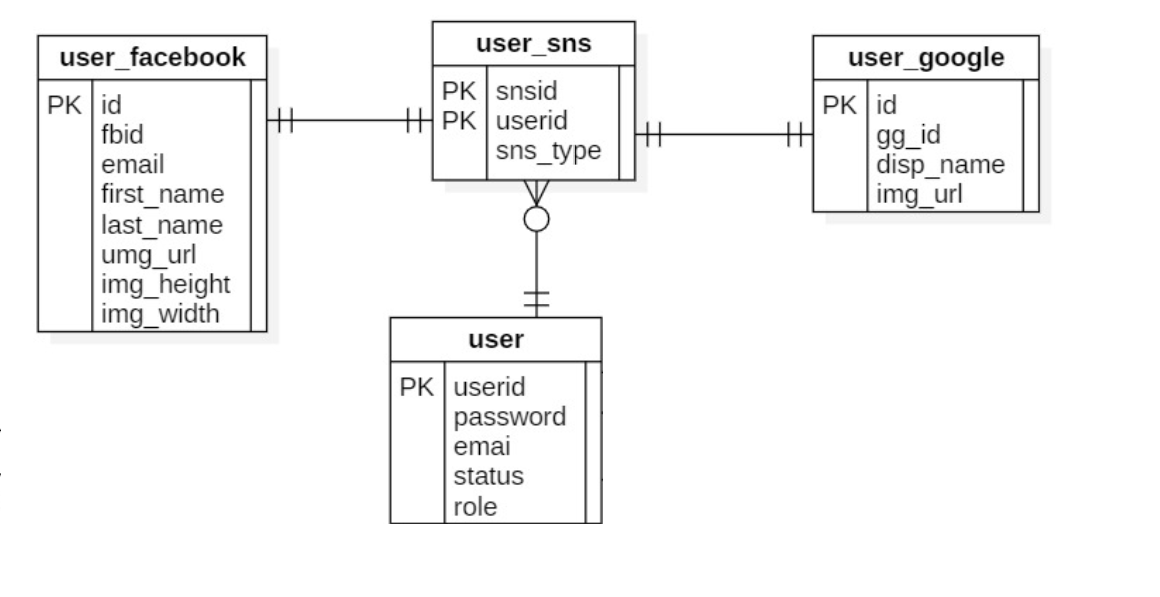 user_facebook
PK id
fbid
email
first_name
last_name
umg_url
img_height
img_width
user_sns
PK snsid
PK userid
sns_type
user_google
PK id
gg_id
disp_name
img_url
user
PK userid
password
emai
status
role